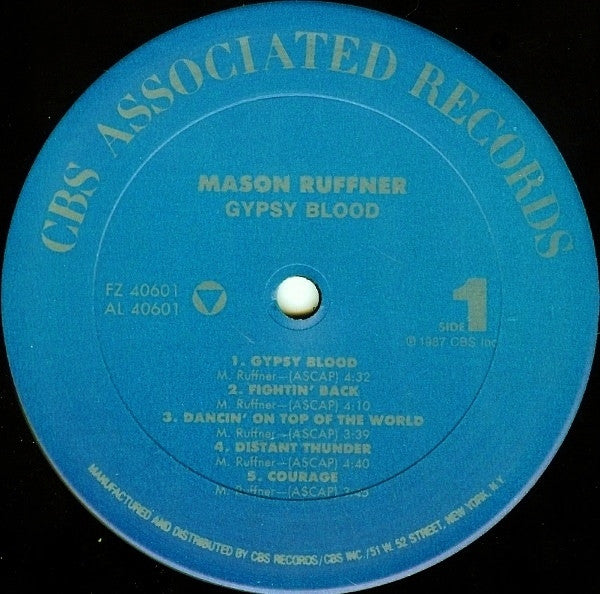 CBS ASSOCIATED RECORDS
MASON RUFFNER
GYPSY BLOOD
FZ 40601
AL 40601
SIDE 1
℗ 1987 CBS Inc.
1. GYPSY BLOOD
M. Ruffner—(ASCAP) 4:32
2. FIGHTIN' BACK
M. Ruffner—(ASCAP) 4:10
3. DANCIN' ON TOP OF THE WORLD
M. Ruffner—(ASCAP) 3:39
4. DISTANT THUNDER
M. Ruffner—(ASCAP) 4:40
5. COURAGE
M. Ruffner—(ASCAP)
MANUFACTURED AND DISTRIBUTED BY CBS RECORDS/CBS INC./51 W. 52 STREET, NEW YORK, N.Y.